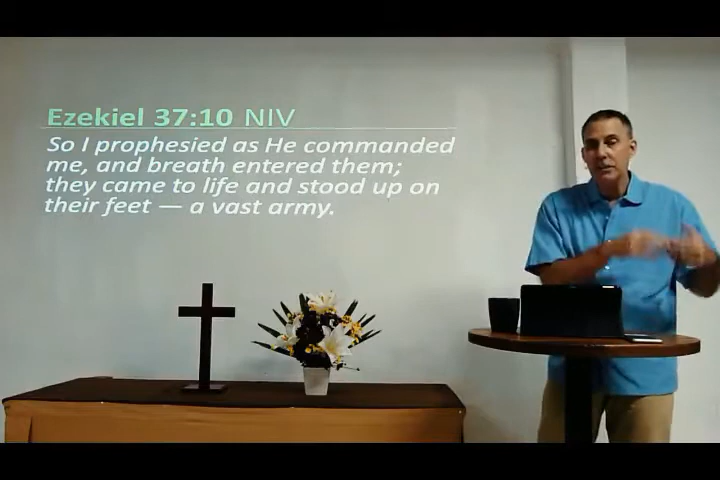 Ezekiel 37:10 NIV
So I prophesied as He commanded
me, and breath entered them;
they came to life and stood up on
their feet — a vast army.